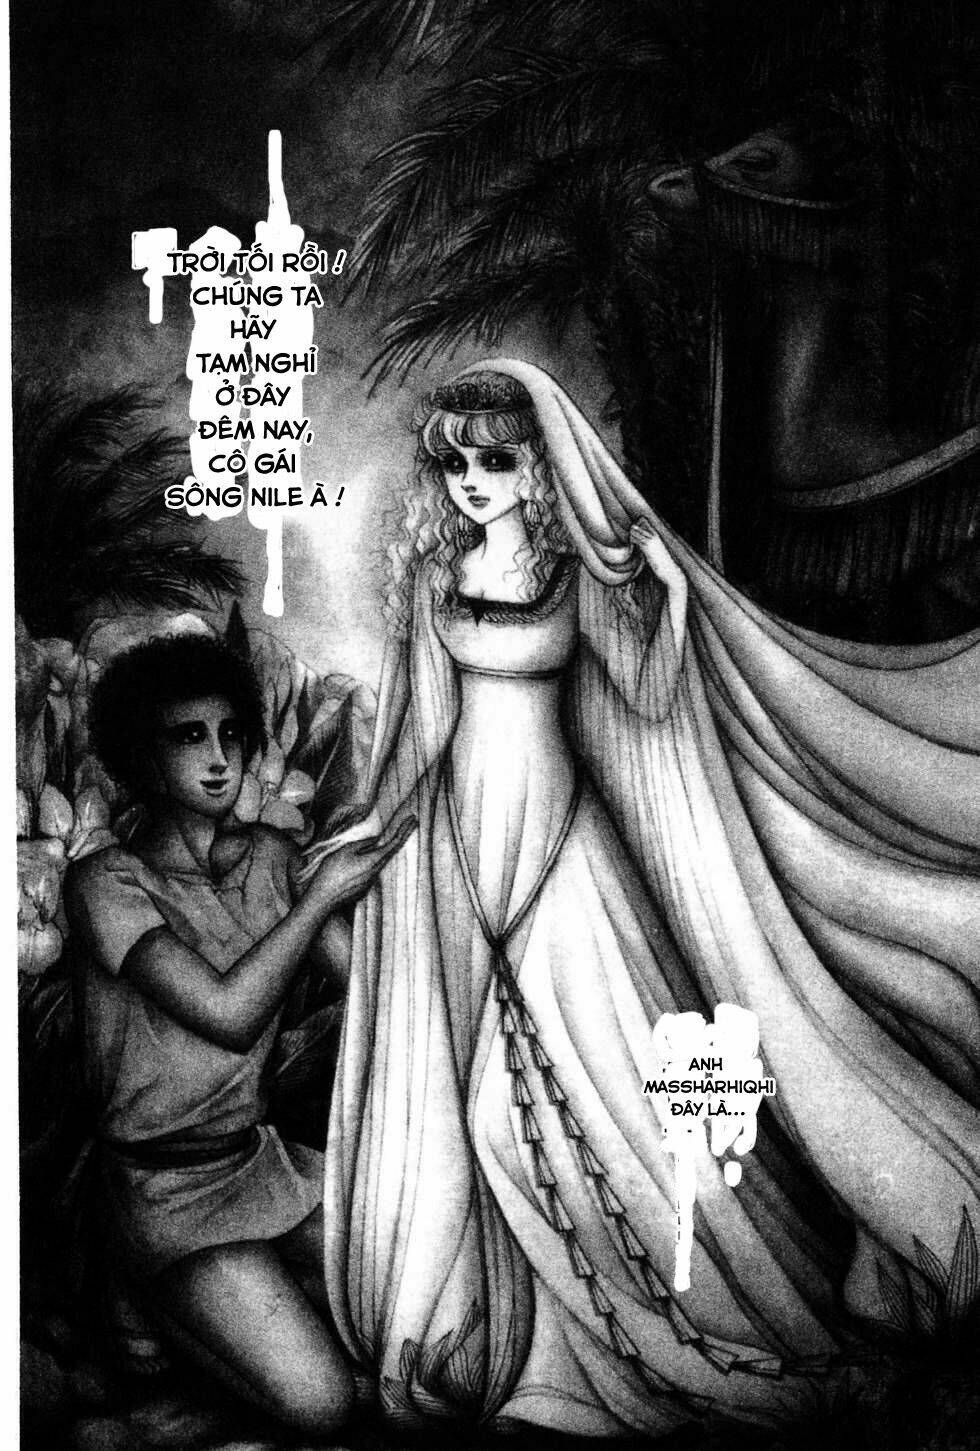 TRỜI TỐI RỒI !
CHÚNG TA
HÃY
TẠM NGHỈ
Ở ĐÂY
ĐÊM NAY,
CÔ GÁI
SÔNG NILE À !
ANH
MASSHARHIQHI
ĐÂY LÀ...